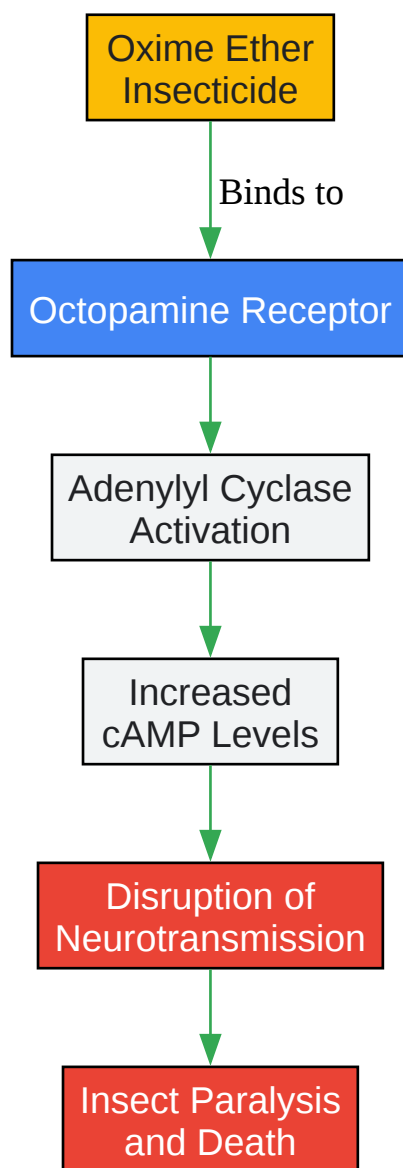 Oxime Ether
Insecticide
Binds to
Octopamine Receptor
Adenylyl Cyclase
Activation
Increased
cAMP Levels
Disruption of
Neurotransmission
Insect Paralysis
and Death